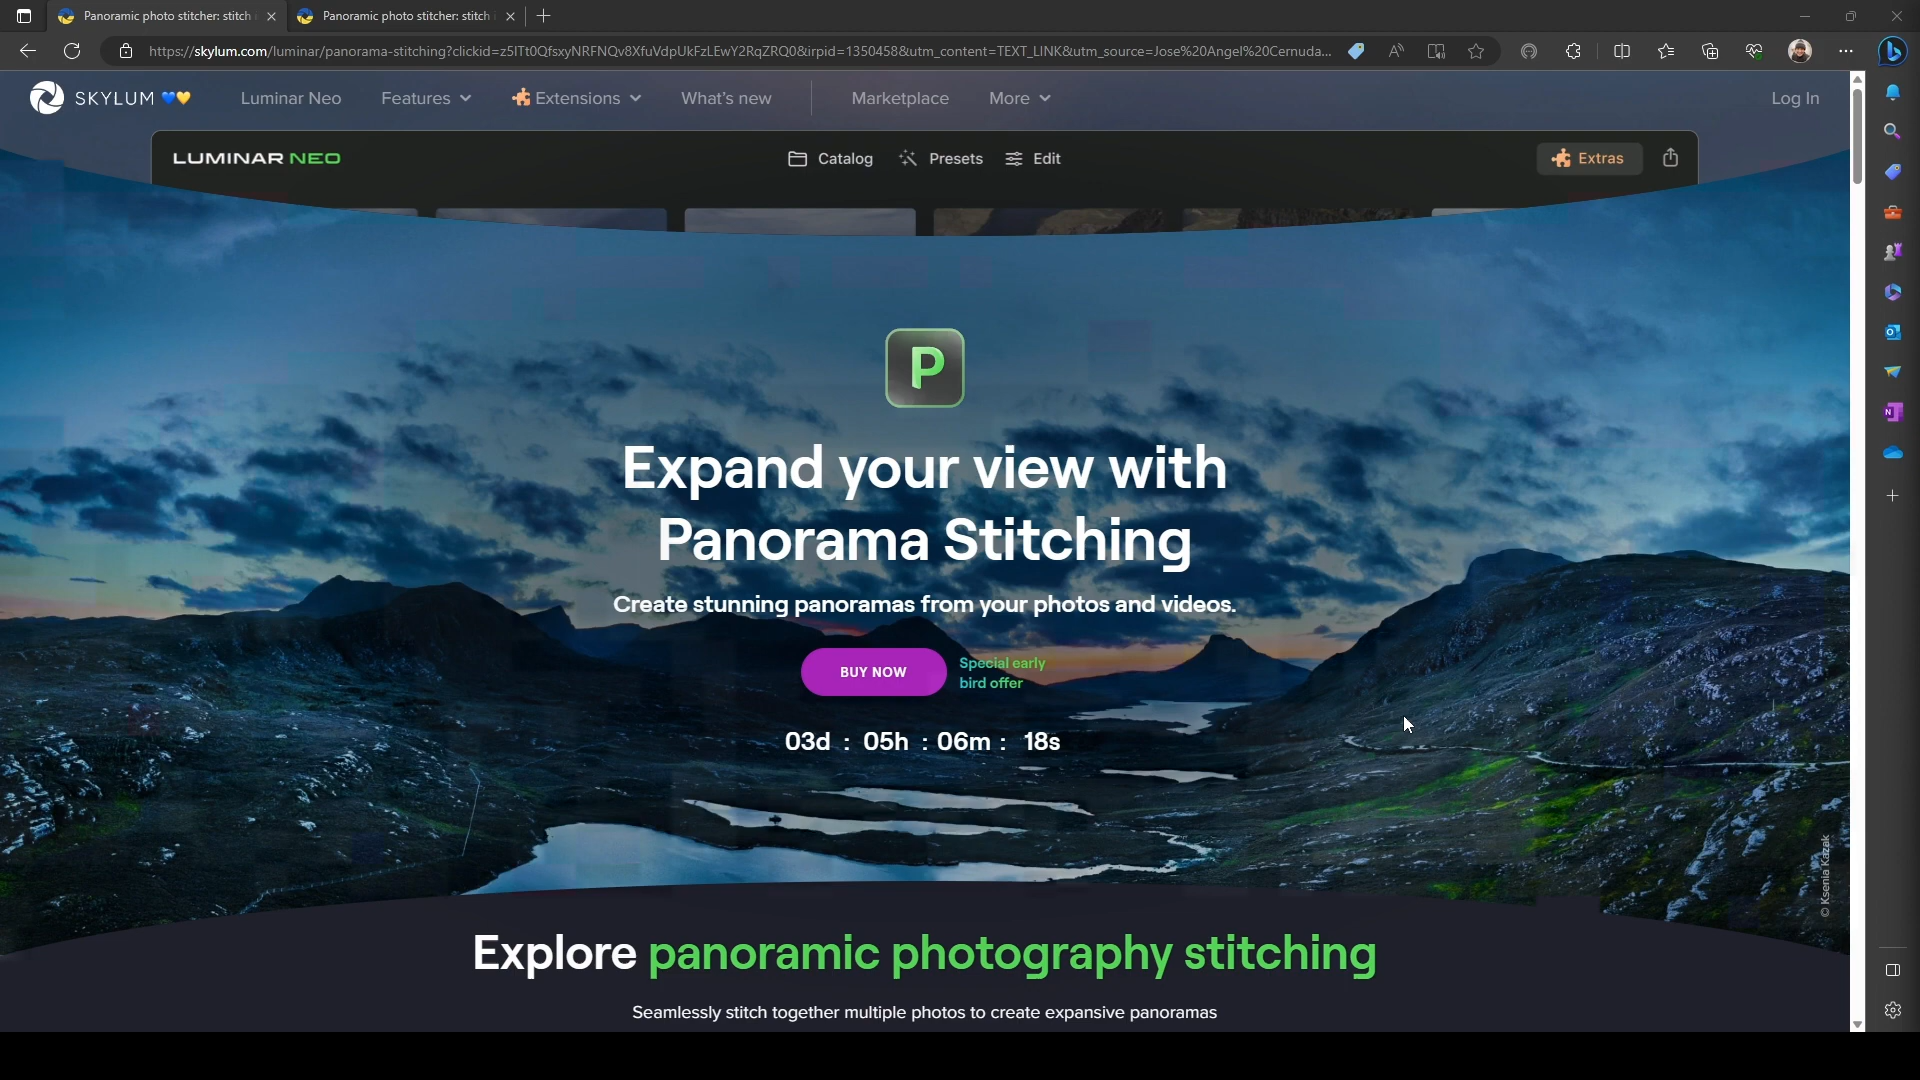 Panoramic photo stitcher: stitch
Panoramic photo stitcher: stitch
https://skylum.com/luminar/panorama-stitching?clickid=z5ITt0QfsxyNRFNQv8XfuVdpUkFzLEwY2RqZRQ0&irpid=1350458&utm_content=TEXT_LINK&utm_source=Jose%20Angel%20Cernuda...
SKYLUM
Luminar Neo
Features
Extensions
What's new
Marketplace
More
Log In
LUMINAR NEO
Catalog
Presets
Edit
Extras
P
Expand your view with
Panorama Stitching
Create stunning panoramas from your photos and videos.
BUY NOW
Special early
bird offer
03d : 05h : 06m : 18s
© Ksenia Kazak
Explore panoramic photography stitching
Seamlessly stitch together multiple photos to create expansive panoramas